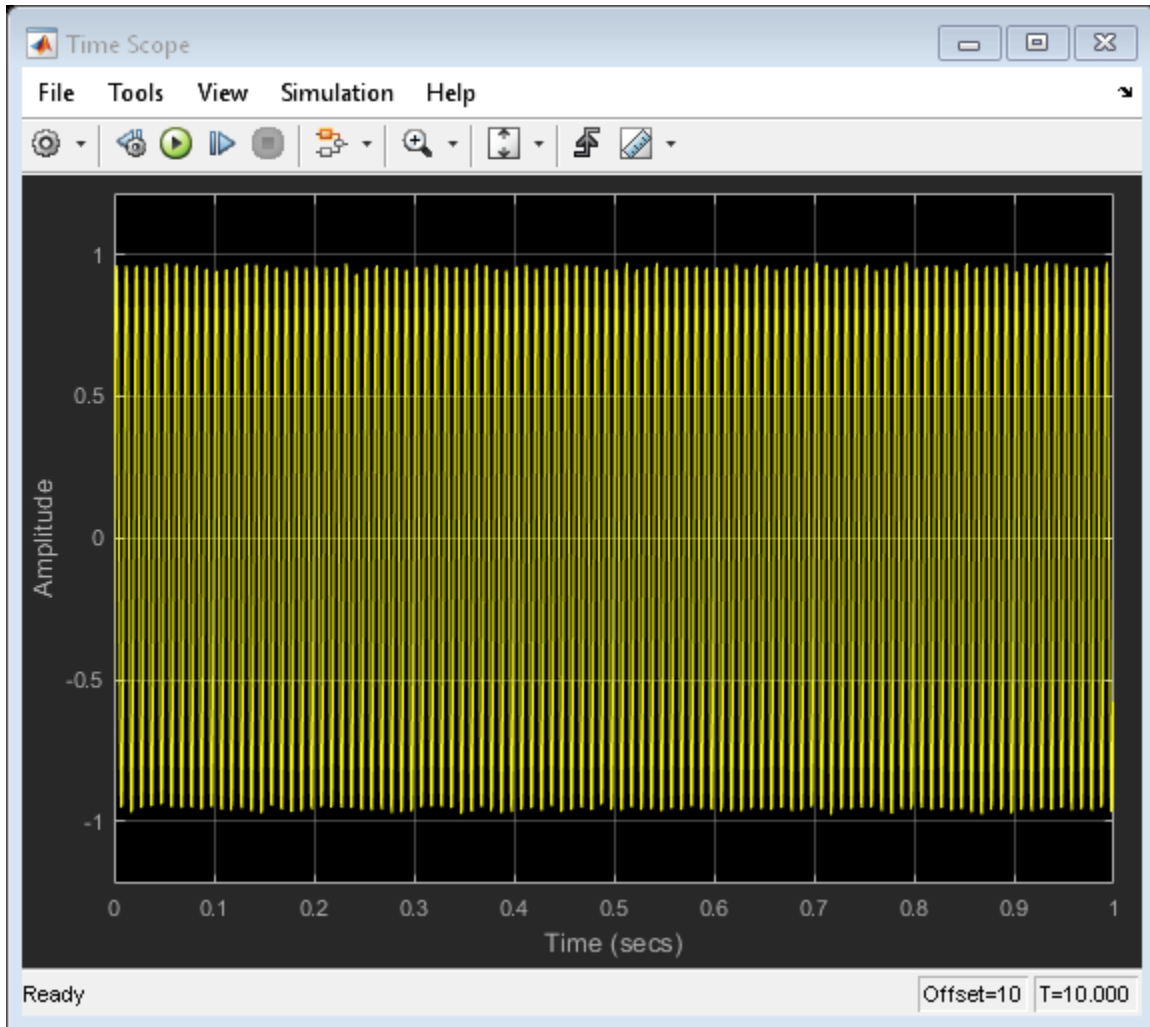 Time Scope
File Tools View Simulation Help
1
0.5
0
-0.5
-1
Amplitude
0 0.1 0.2 0.3 0.4 0.5 0.6 0.7 0.8 0.9 1
Time (secs)
Ready Offset=10 T=10.000